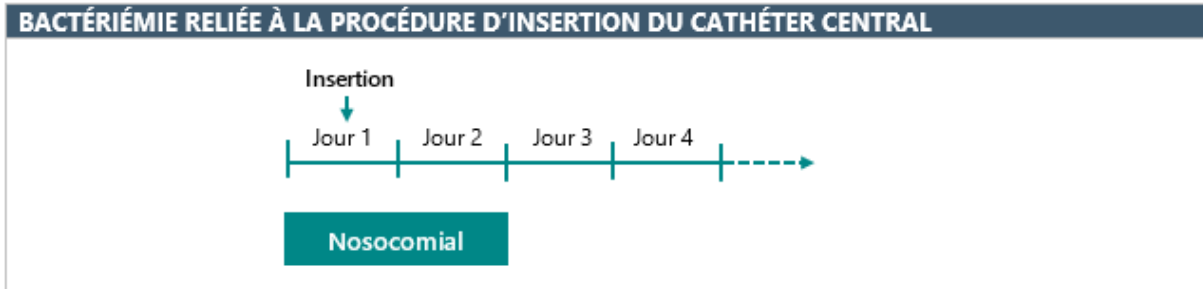 BACTÉRIÉMIE RELIÉE À LA PROCÉDURE D’INSERTION DU CATHÉTER CENTRAL
Insertion
Jour 1 Jour 2 Jour 3 Jour 4
Nosocomial